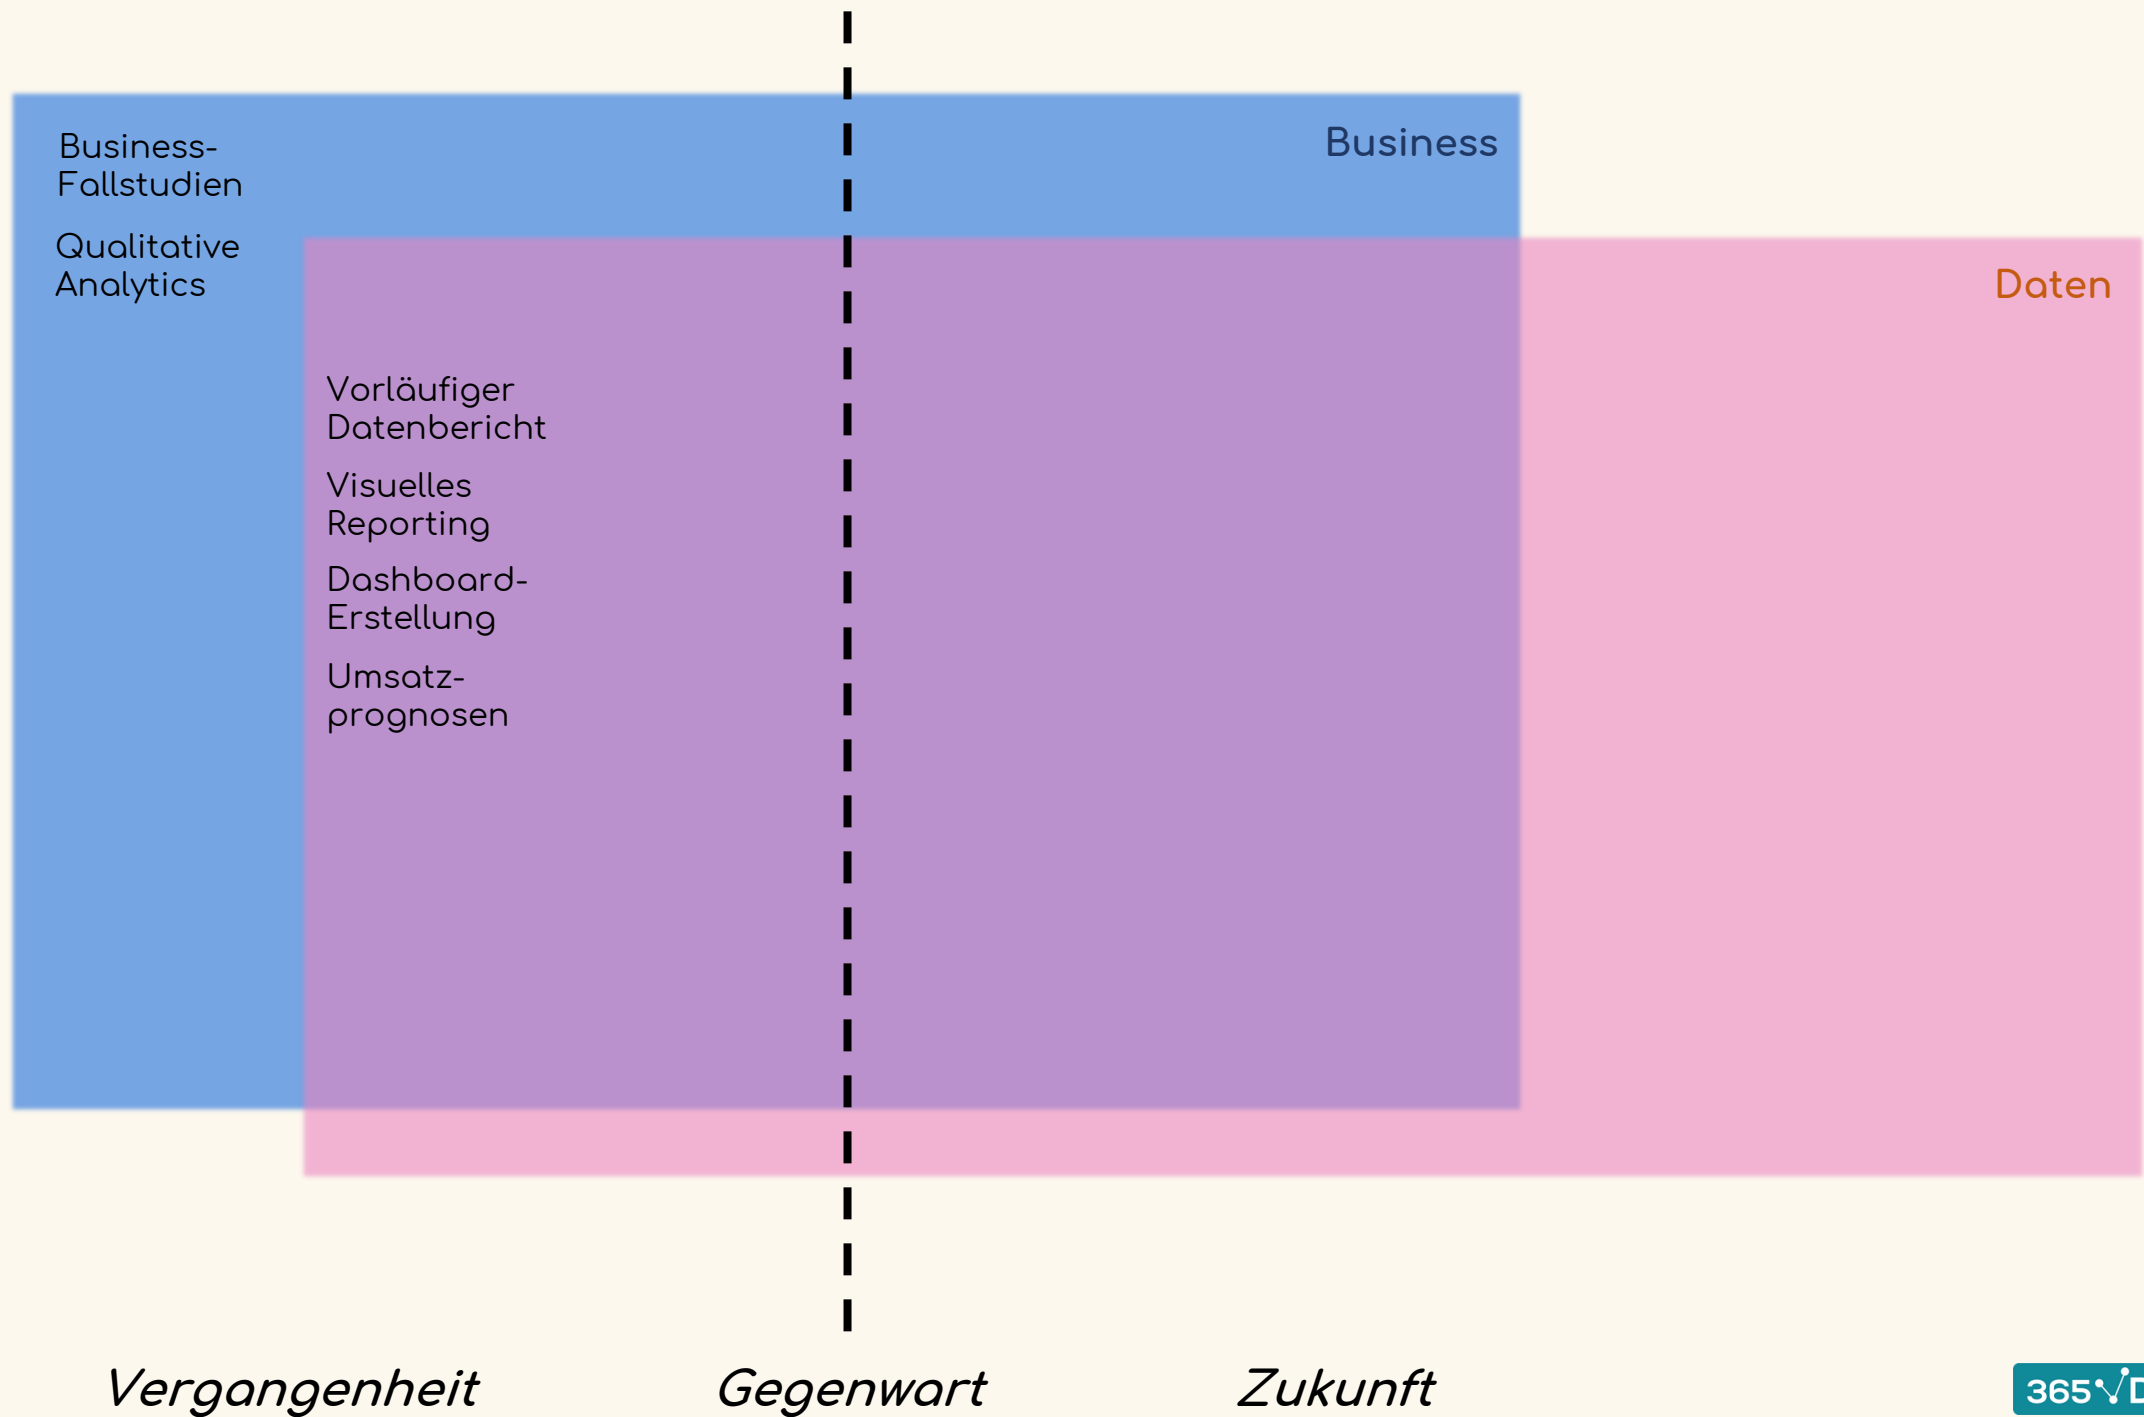 Business-
Fallstudien
Business
Qualitative
Analytics
Daten
Vorläufiger
Datenbericht
Visuelles
Reporting
Dashboard-
Erstellung
Umsatz-
prognosen
Vergangenheit
Gegenwart
Zukunft
365 D